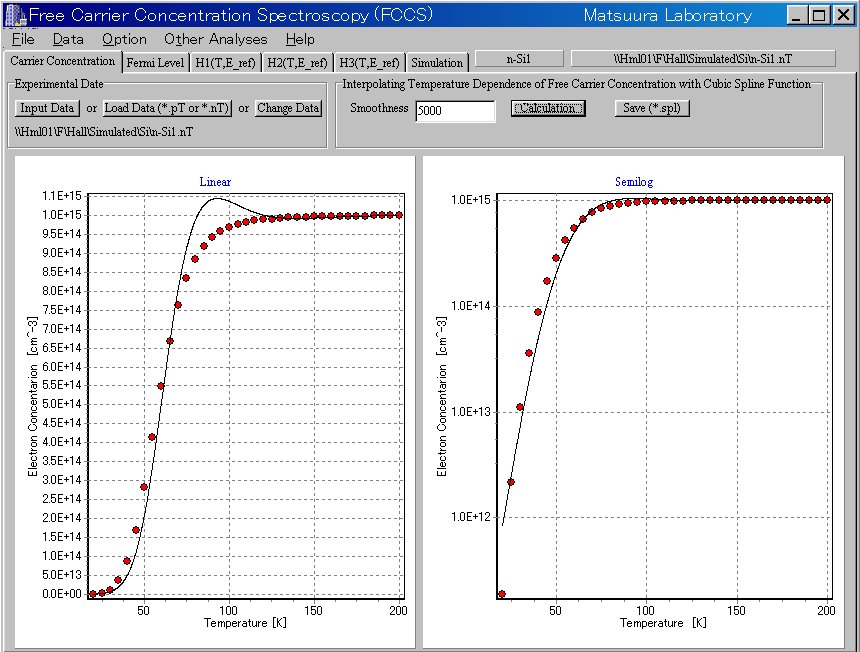 Free Carrier Concentration Spectroscopy (FCCS) Matsuura Laboratory
File Data Option Other Analyses Help
Carrier Concentration Fermi Level H1(T,E_ref) H2(T,E_ref) H3(T,E_ref) Simulation n-Si1 \\Hml01\F\Hall\Simulated\Si\n-Si1.nT
Experimental Date Interpolating Temperature Dependence of Free Carrier Concentration with Cubic Spline Function
Input Data or Load Data (*.pT or *.nT) or Change Data Smoothness 5000 Calculation Save (*.spl)
\\Hml01\F\Hall\Simulated\Si\n-Si1.nT
Linear
Electron Concentarion [cm^-3]
1.1E+15
1.0E+15
9.5E+14
9.0E+14
8.5E+14
8.0E+14
7.5E+14
7.0E+14
6.5E+14
6.0E+14
5.5E+14
5.0E+14
4.5E+14
4.0E+14
3.5E+14
3.0E+14
2.5E+14
2.0E+14
1.5E+14
1.0E+14
5.0E+13
0.0E+00
50 100 150 200
Temperature [K]
Semilog
Electron Concentarion [cm^-3]
1.0E+15
1.0E+14
1.0E+13
1.0E+12
50 100 150 200
Temperature [K]